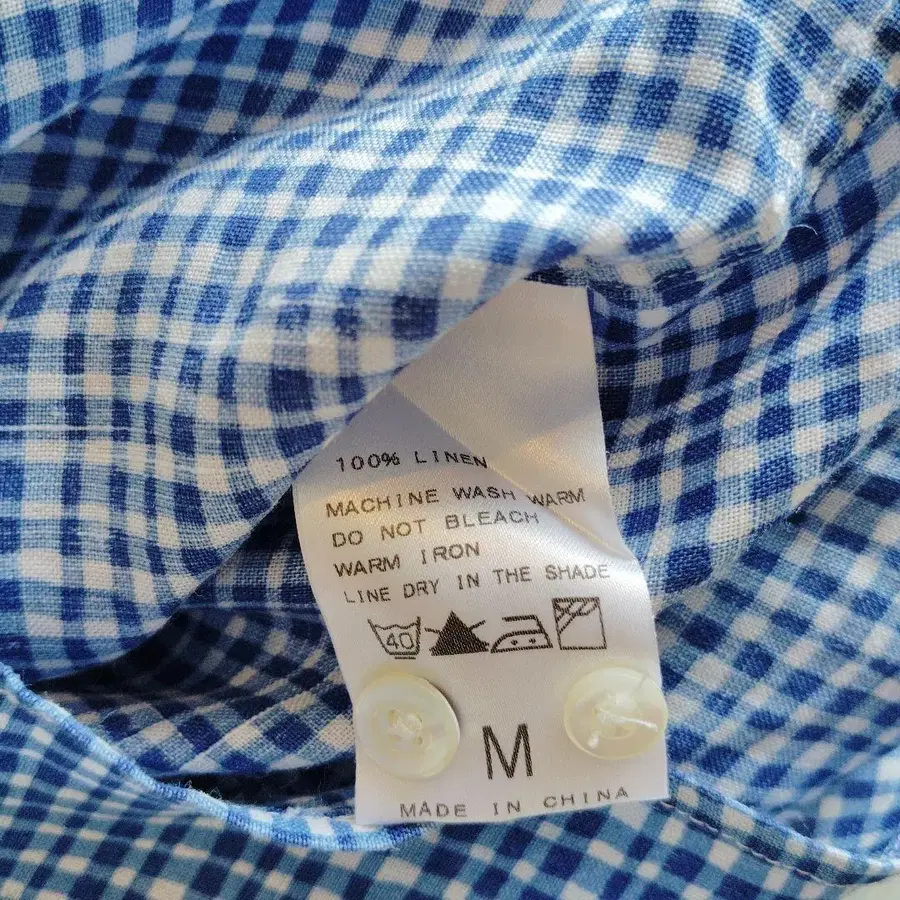 100% LINEN
MACHINE WASH WARM
DO NOT BLEACH
WARM IRON
LINE DRY IN THE SHADE
40
M
MADE IN CHINA